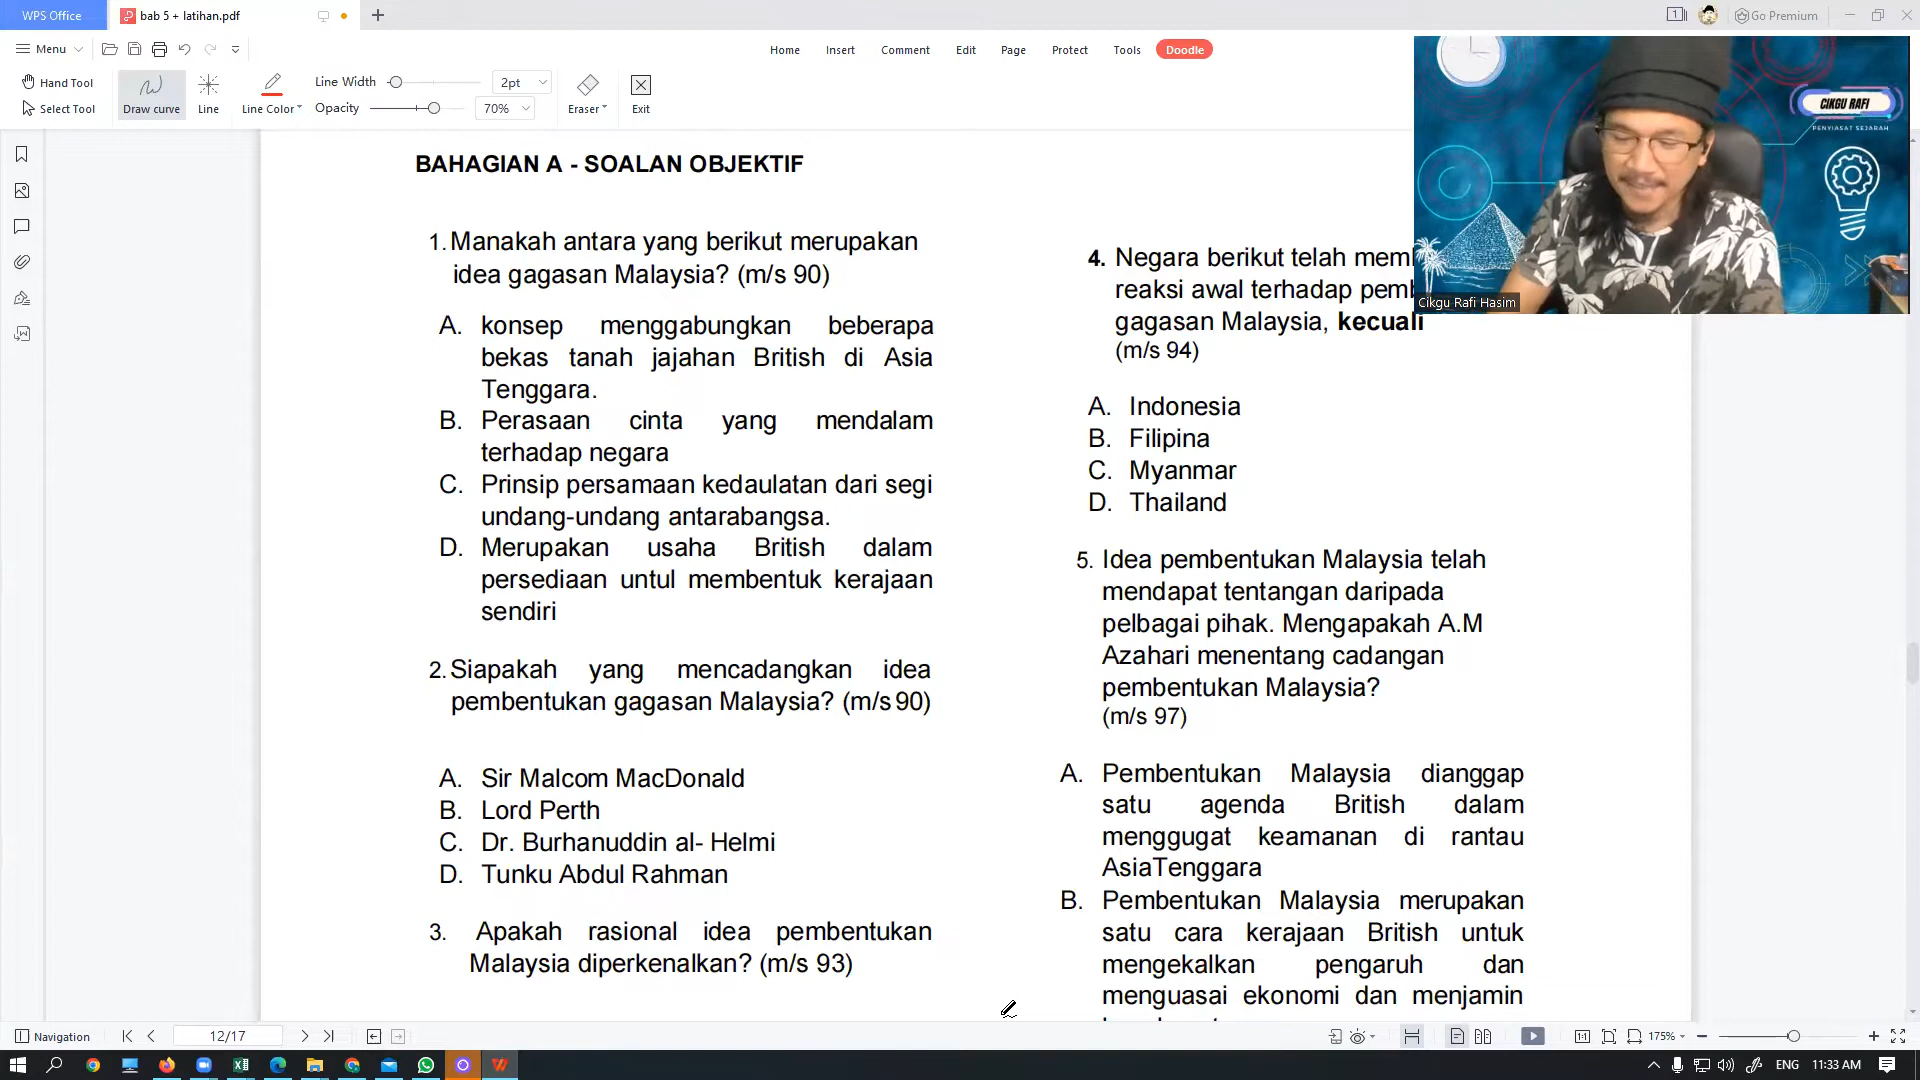 WPS Office
bab 5 + latihan.pdf
Go Premium
Menu
Home Insert Comment Edit Page Protect Tools Doodle
Hand Tool
Select Tool
Draw curve
Line
Line Color
Line Width 2pt
Opacity 70%
Eraser
Exit
CIKGU RAFI
PENYIASAT SEJARAH
Cikgu Rafi Hasim
BAHAGIAN A - SOALAN OBJEKTIF
1. Manakah antara yang berikut merupakan
idea gagasan Malaysia? (m/s 90)
A. konsep menggabungkan beberapa
bekas tanah jajahan British di Asia
Tenggara.
B. Perasaan cinta yang mendalam
terhadap negara
C. Prinsip persamaan kedaulatan dari segi
undang-undang antarabangsa.
D. Merupakan usaha British dalam
persediaan untul membentuk kerajaan
sendiri
2. Siapakah yang mencadangkan idea
pembentukan gagasan Malaysia? (m/s 90)
A. Sir Malcom MacDonald
B. Lord Perth
C. Dr. Burhanuddin al- Helmi
D. Tunku Abdul Rahman
3. Apakah rasional idea pembentukan
Malaysia diperkenalkan? (m/s 93)
4. Negara berikut telah
reaksi awal terhadap
gagasan Malaysia, kecuali
(m/s 94)
A. Indonesia
B. Filipina
C. Myanmar
D. Thailand
5. Idea pembentukan Malaysia telah
mendapat tentangan daripada
pelbagai pihak. Mengapakah A.M
Azahari menentang cadangan
pembentukan Malaysia?
(m/s 97)
A. Pembentukan Malaysia dianggap
satu agenda British dalam
menggugat keamanan di rantau
AsiaTenggara
B. Pembentukan Malaysia merupakan
satu cara kerajaan British untuk
mengekalkan pengaruh dan
menguasai ekonomi dan menjamin
Navigation
12/17
175%
ENG 11:33 AM